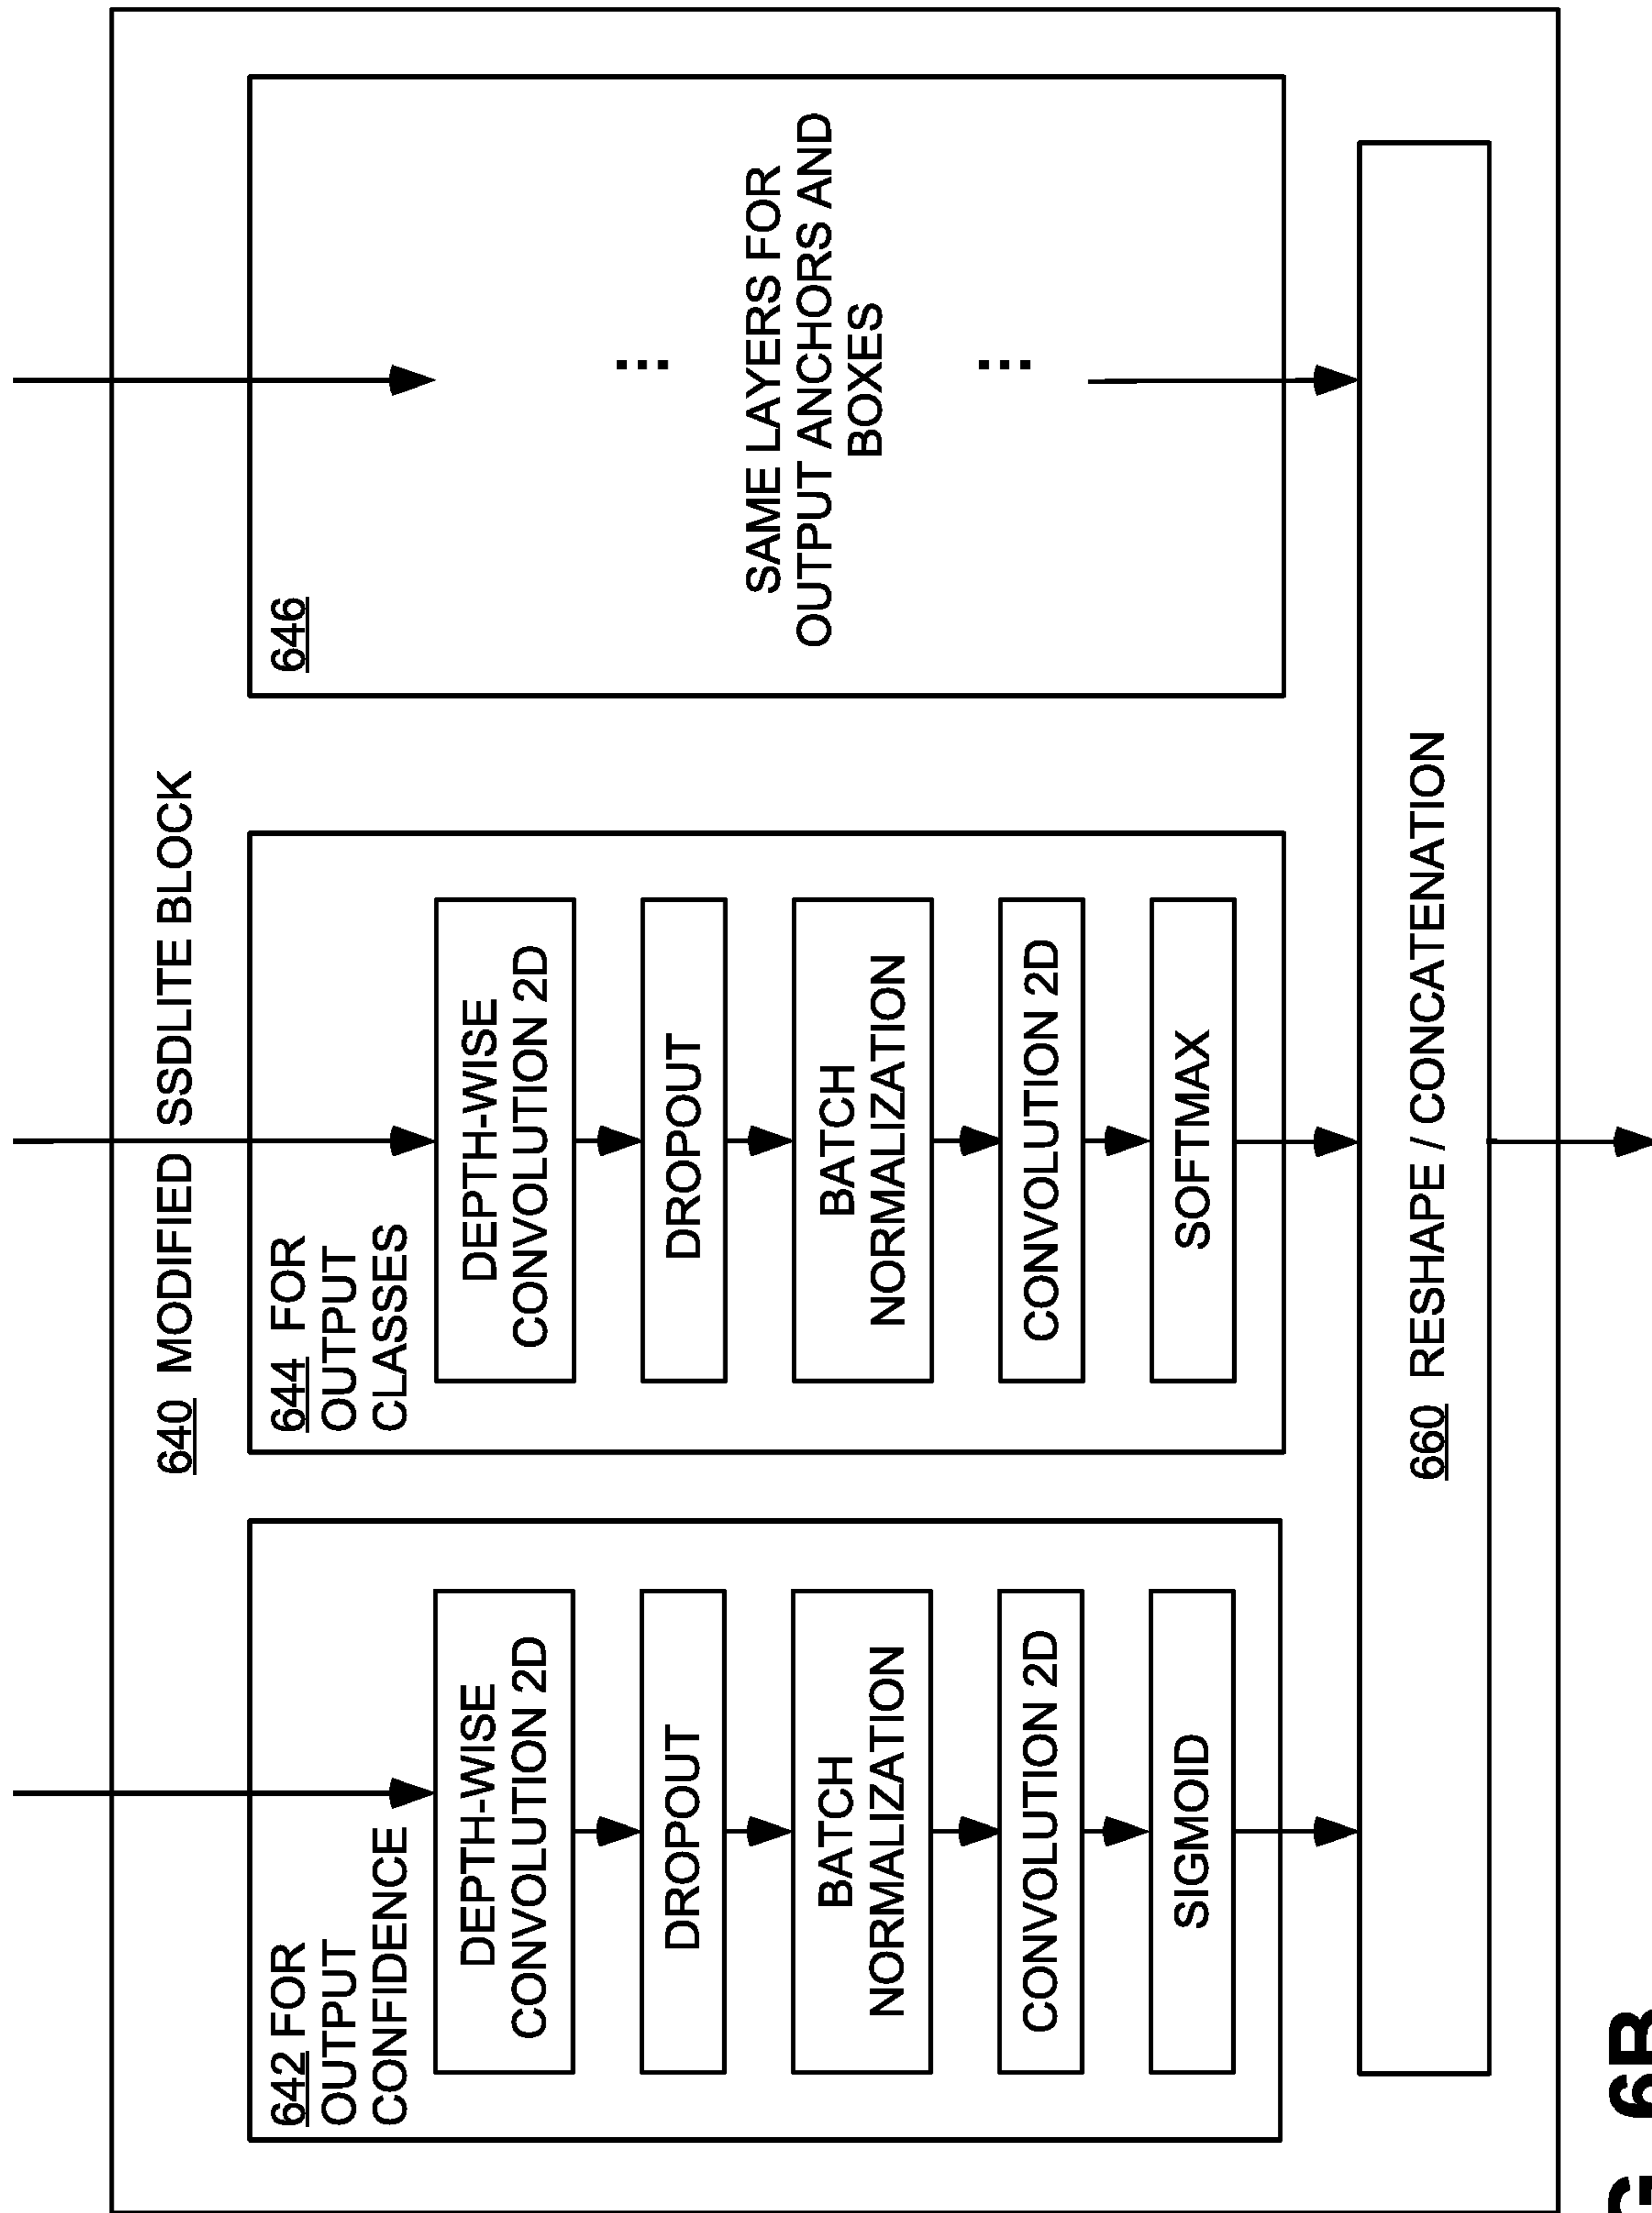 640 MODIFIED SSDLITE BLOCK
642 FOR
OUTPUT
CONFIDENCE
DEPTH-WISE
CONVOLUTION 2D
DROPOUT
BATCH
NORMALIZATION
CONVOLUTION 2D
SIGMOID
644 FOR
OUTPUT
CLASSES
DEPTH-WISE
CONVOLUTION 2D
DROPOUT
BATCH
NORMALIZATION
CONVOLUTION 2D
SOFTMAX
646
...
SAME LAYERS FOR
OUTPUT ANCHORS AND
BOXES
...
660 RESHAPE / CONCATENATION
6B